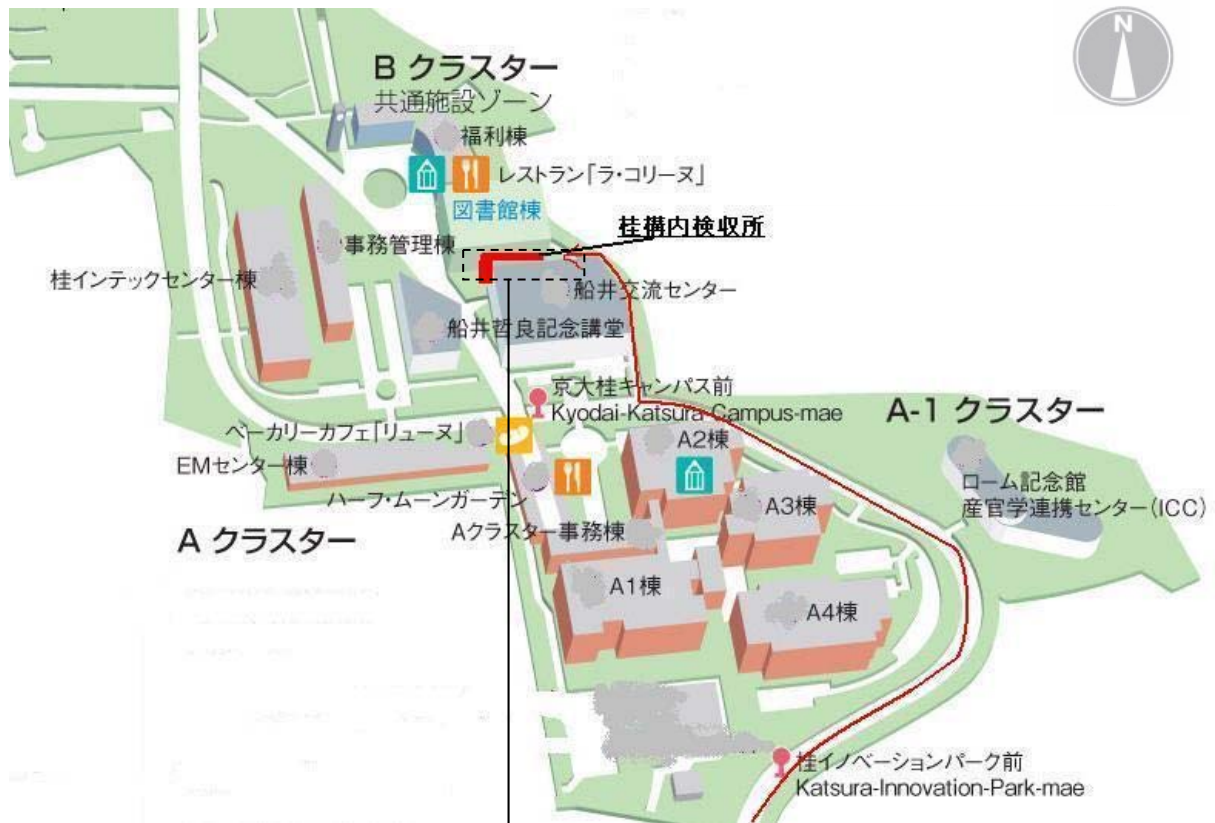 N
B クラスター
共通施設ゾーン
福利棟
レストラン「ラ・コリーヌ」
図書館棟
桂構内検収所
事務管理棟
桂インテックセンター棟
船井交流センター
船井哲良記念講堂
京大桂キャンパス前
Kyodai-Katsura-Campus-mae
A-1 クラスター
ベーカリーカフェ「リューヌ」
A2棟
EMセンター棟
ローム記念館
産官学連携センター(ICC)
ハーフ・ムーンガーデン
A3棟
Aクラスター事務棟
A クラスター
A1棟
A4棟
桂イノベーションパーク前
Katsura-Innovation-Park-mae